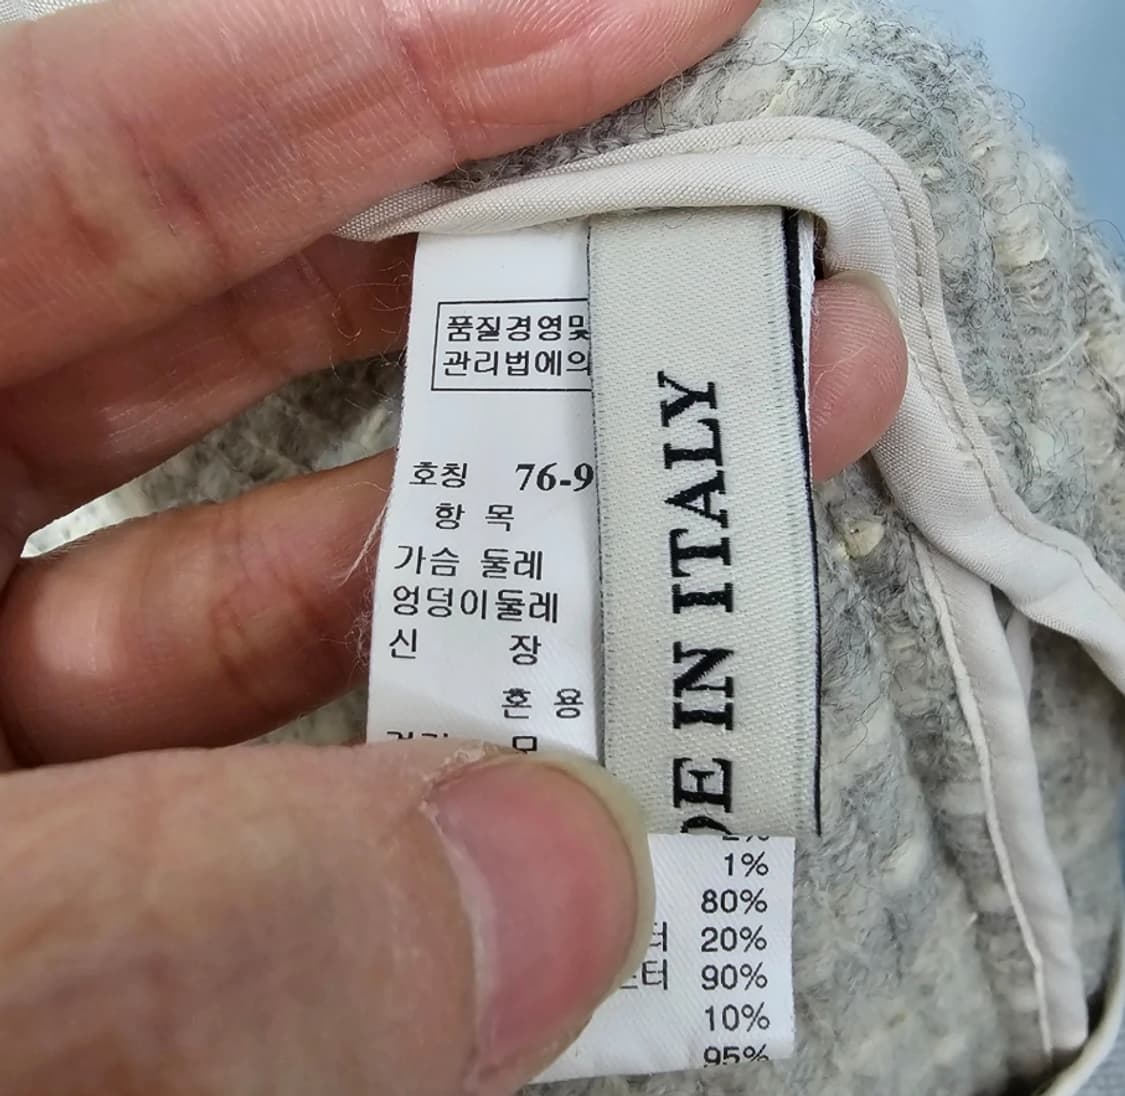 품질경영및
관리법에의
호칭 76-9
항 목
가슴 둘레
엉덩이둘레
신 장
혼 용
모
DE IN ITALY
1%
80%
터 20%
터 90%
10%
95%